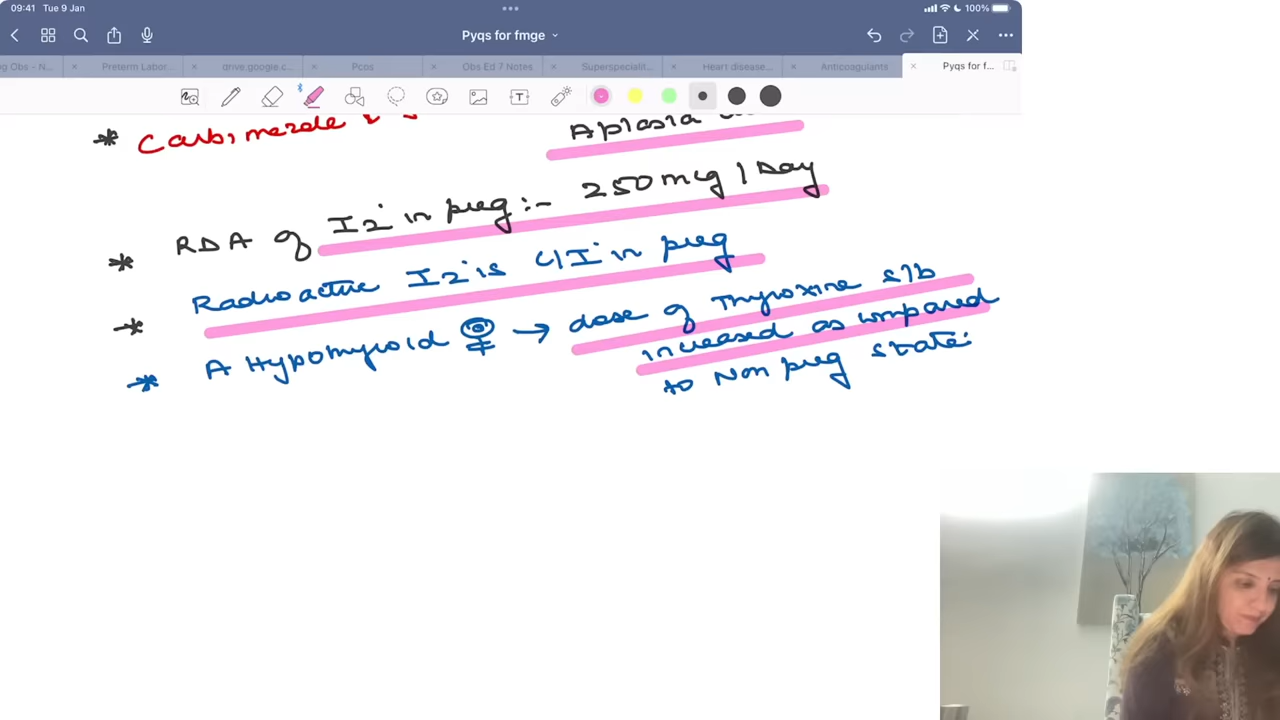 09:41 Tue 9 Jan
100%
Pyqs for fmge
g Obs - N...
Preterm Labor...
drive.google.c...
Pcos
Obs Ed 7 Notes
Superspecialit...
Heart disease...
Anticoagulants
Pyqs for f...
* Carbimazole
Aplasia
* RDA of I2 in preg:- 250mcg/Day
* Radioactive I2 is C/I in preg
* A Hypothyroid ♀ → dose of Thyroxine s/b
increased as compared
to Non preg state